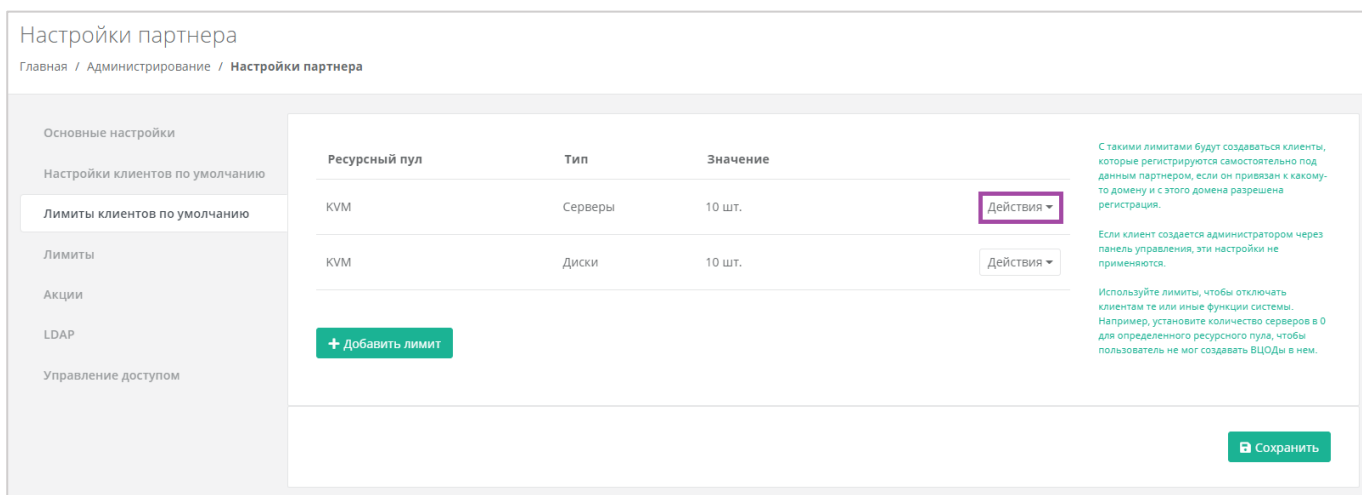 Настройки партнера
Главная / Администрирование / Настройки партнера
Основные настройки
Настройки клиентов по умолчанию
Лимиты клиентов по умолчанию
Лимиты
Акции
LDAP
Управление доступом
Ресурсный пул Тип Значение
KVM Серверы 10 шт. Действия
KVM Диски 10 шт. Действия
+ Добавить лимит
С такими лимитами будут создаваться клиенты,
которые регистрируются самостоятельно под
данным партнером, если он привязан к какому-
то домену и с этого домена разрешена
регистрация.
Если клиент создается администратором через
панель управления, эти настройки не
применяются.
Используйте лимиты, чтобы отключать
клиентам те или иные функции системы.
Например, установите количество серверов в 0
для определенного ресурсного пула, чтобы
пользователь не мог создавать ВЦОДы в нем.
Сохранить